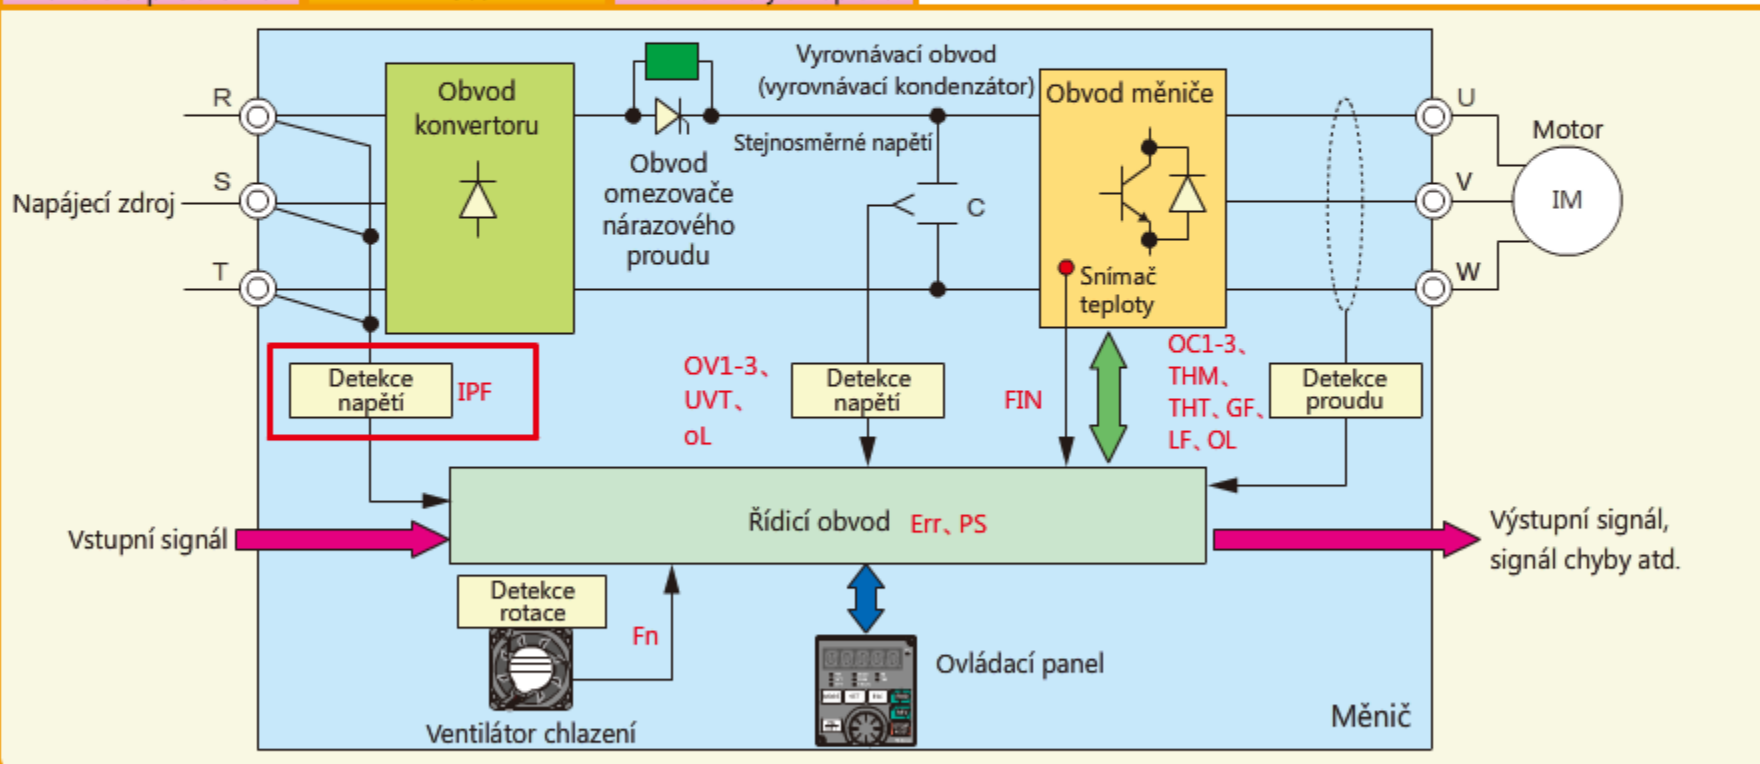 Vyrovnávací obvod
(vyrovnávací kondenzátor)
Obvod
konvertoru
Obvod měniče
R
U
Motor
Stejnosměrné napětí
Obvod
omezovače
nárazového
proudu
S
V
Napájecí zdroj
C
IM
T
W
Snímač
teploty
Detekce
napětí
IPF
OV1-3、
UVT、
oL
Detekce
napětí
FIN
OC1-3、
THM、
THT、GF、
LF、OL
Detekce
proudu
Vstupní signál
Řídicí obvod
Err、PS
Výstupní signál,
signál chyby atd.
Detekce
rotace
Fn
Ovládací panel
Ventilátor chlazení
Měnič